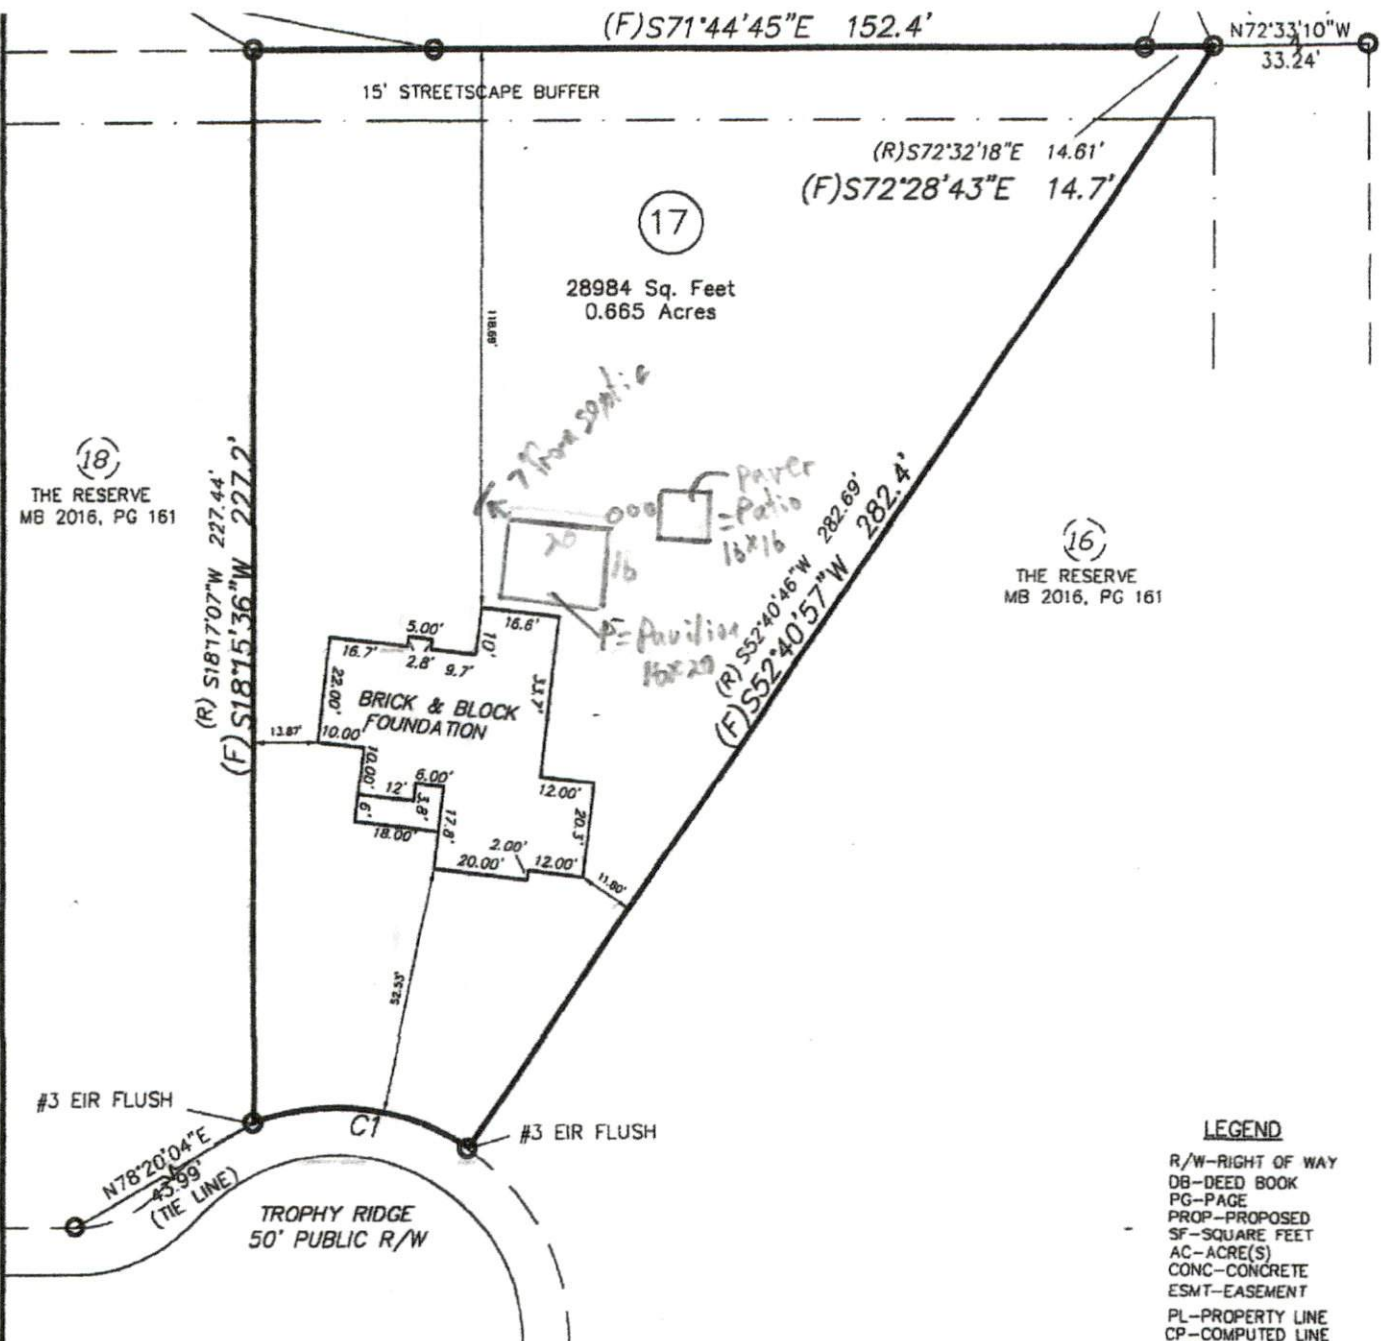 (F)S71°44'45"E 152.4'
N72°33'10"W
33.24'
15' STREETSCAPE BUFFER
(R)S72°32'18"E 14.61'
(F)S72°28'43"E 14.7'
17
28984 Sq. Feet
0.665 Acres
118.69'
7' from septic
18
THE RESERVE
MB 2016, PG 161
(R) S18°17'07"W 227.44'
(F) S18°15'36"W 227.2'
Paver
=Patio
16x16
20
16
P=Pavilion
16x20
(R) S52°40'46"W 282.69'
(F)S52°40'57"W 282.4'
16
THE RESERVE
MB 2016, PG 161
5.00'
16.7'
2.8'
9.7'
10'
16.6'
22.00'
BRICK & BLOCK
FOUNDATION
33.7'
13.87'
10.00'
10.00'
6.00'
12'
3.8'
6'
18.00'
17.8'
12.00'
20.3'
2.00'
20.00'
12.00'
11.80'
52.53'
#3 EIR FLUSH
C1
#3 EIR FLUSH
N78°20'04"E
43.99'
(TIE LINE)
TROPHY RIDGE
50' PUBLIC R/W
LEGEND
R/W-RIGHT OF WAY
DB-DEED BOOK
PG-PAGE
PROP-PROPOSED
SF-SQUARE FEET
AC-ACRE(S)
CONC-CONCRETE
ESMT-EASEMENT
PL-PROPERTY LINE
CP-COMPUTED LINE